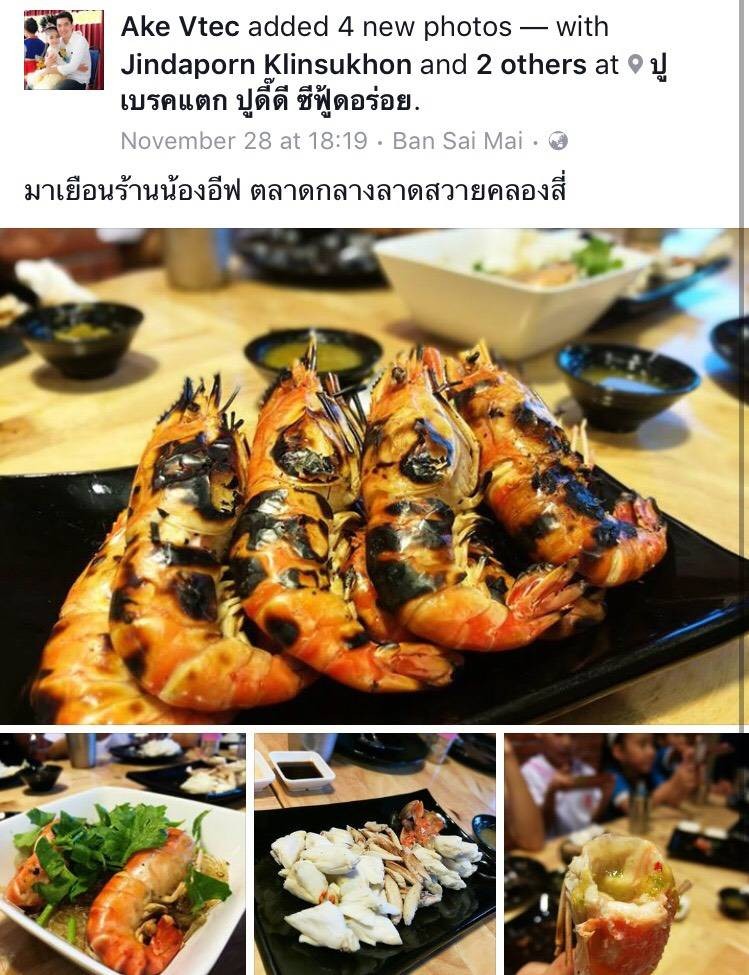 Ake Vtec added 4 new photos — with
Jindaporn Klinsukhon and 2 others at ปู
เบรคแตก ปูดี๊ดี ซีฟู้ดอร่อย.
November 28 at 18:19 · Ban Sai Mai ·
มาเยือนร้านน้องอีฟ ตลาดกลางลาดสวายคลองสี่